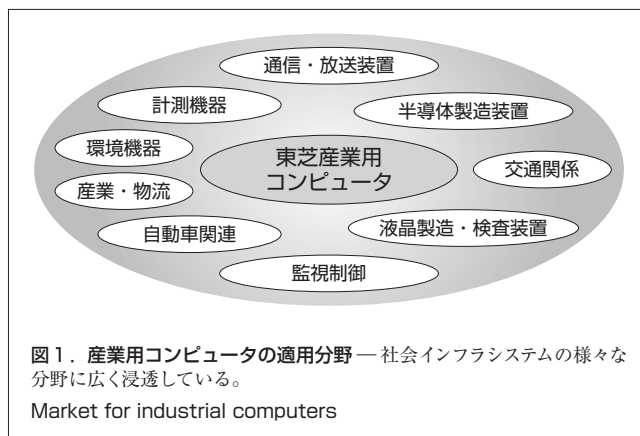 通信・放送装置
計測機器
半導体製造装置
環境機器
東芝産業用
コンピュータ
交通関係
産業・物流
自動車関連
液晶製造・検査装置
監視制御
図1．産業用コンピュータの適用分野―社会インフラシステムの様々な
分野に広く浸透している。
Market for industrial computers